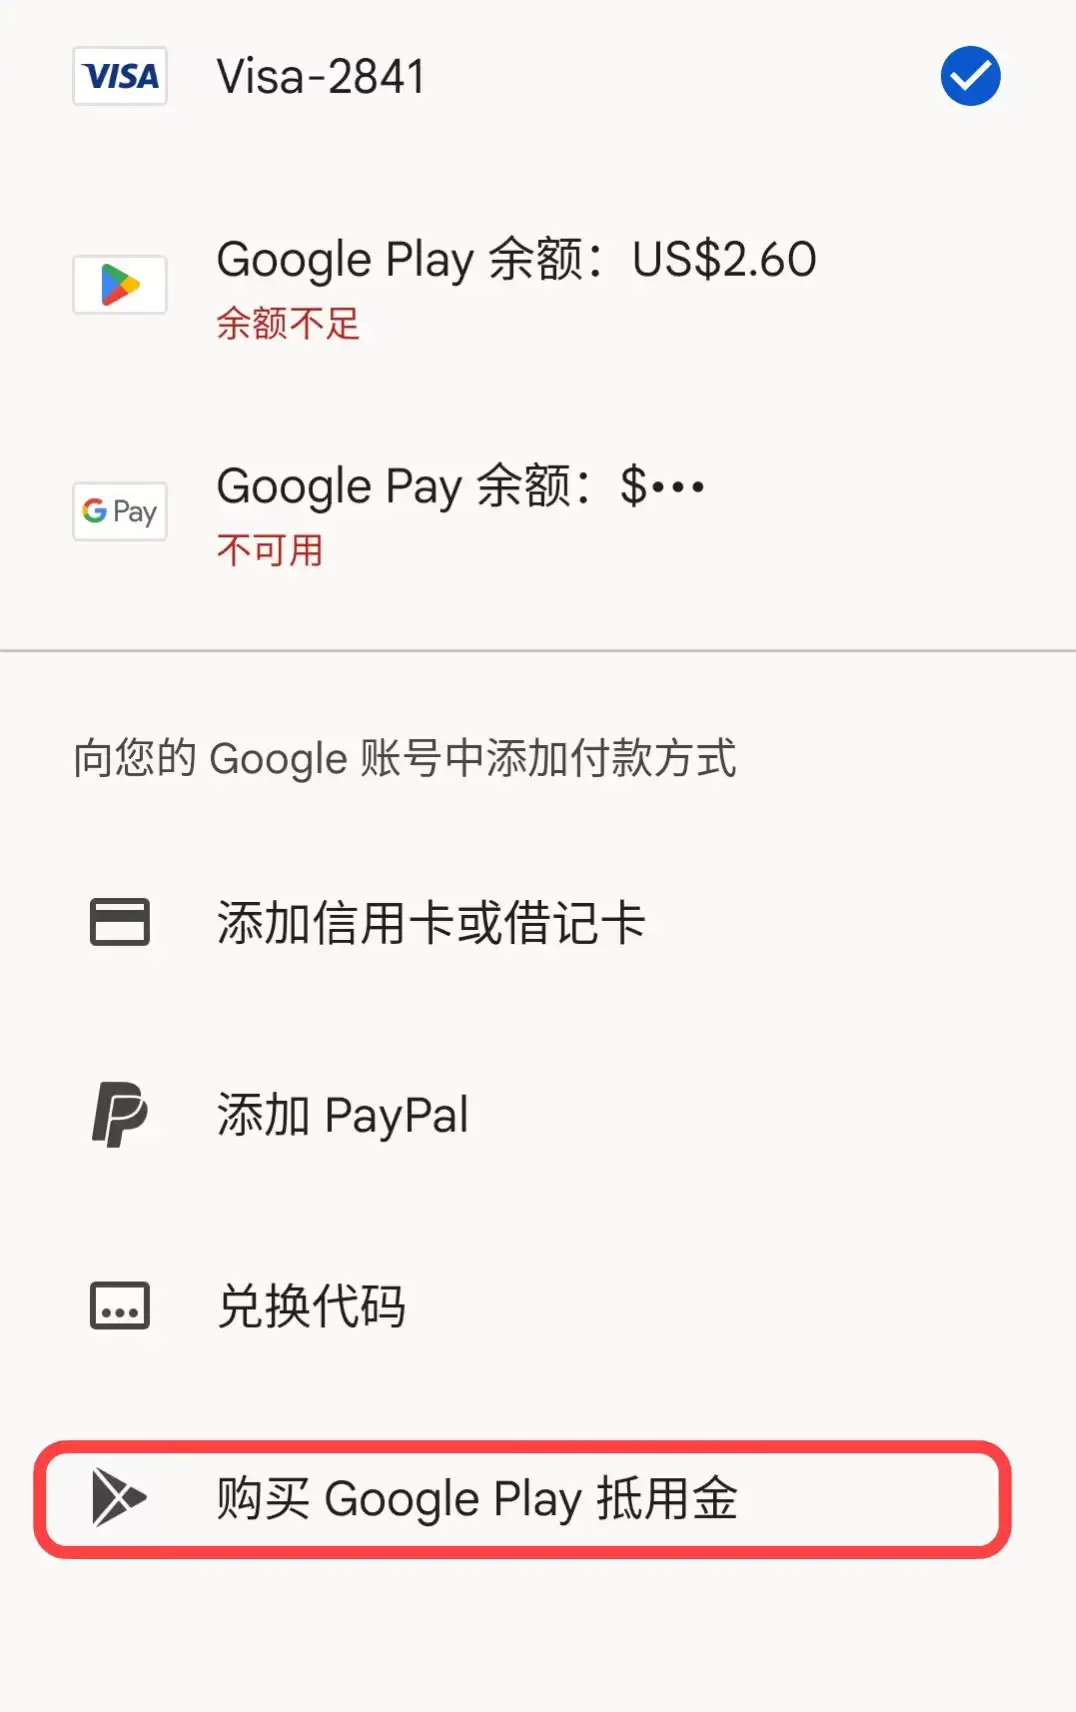 VISA Visa-2841
Google Play 余额：US$2.60
余额不足
Google Pay 余额：$•••
G Pay
不可用
向您的 Google 账号中添加付款方式
添加信用卡或借记卡
添加 PayPal
兑换代码
购买 Google Play 抵用金